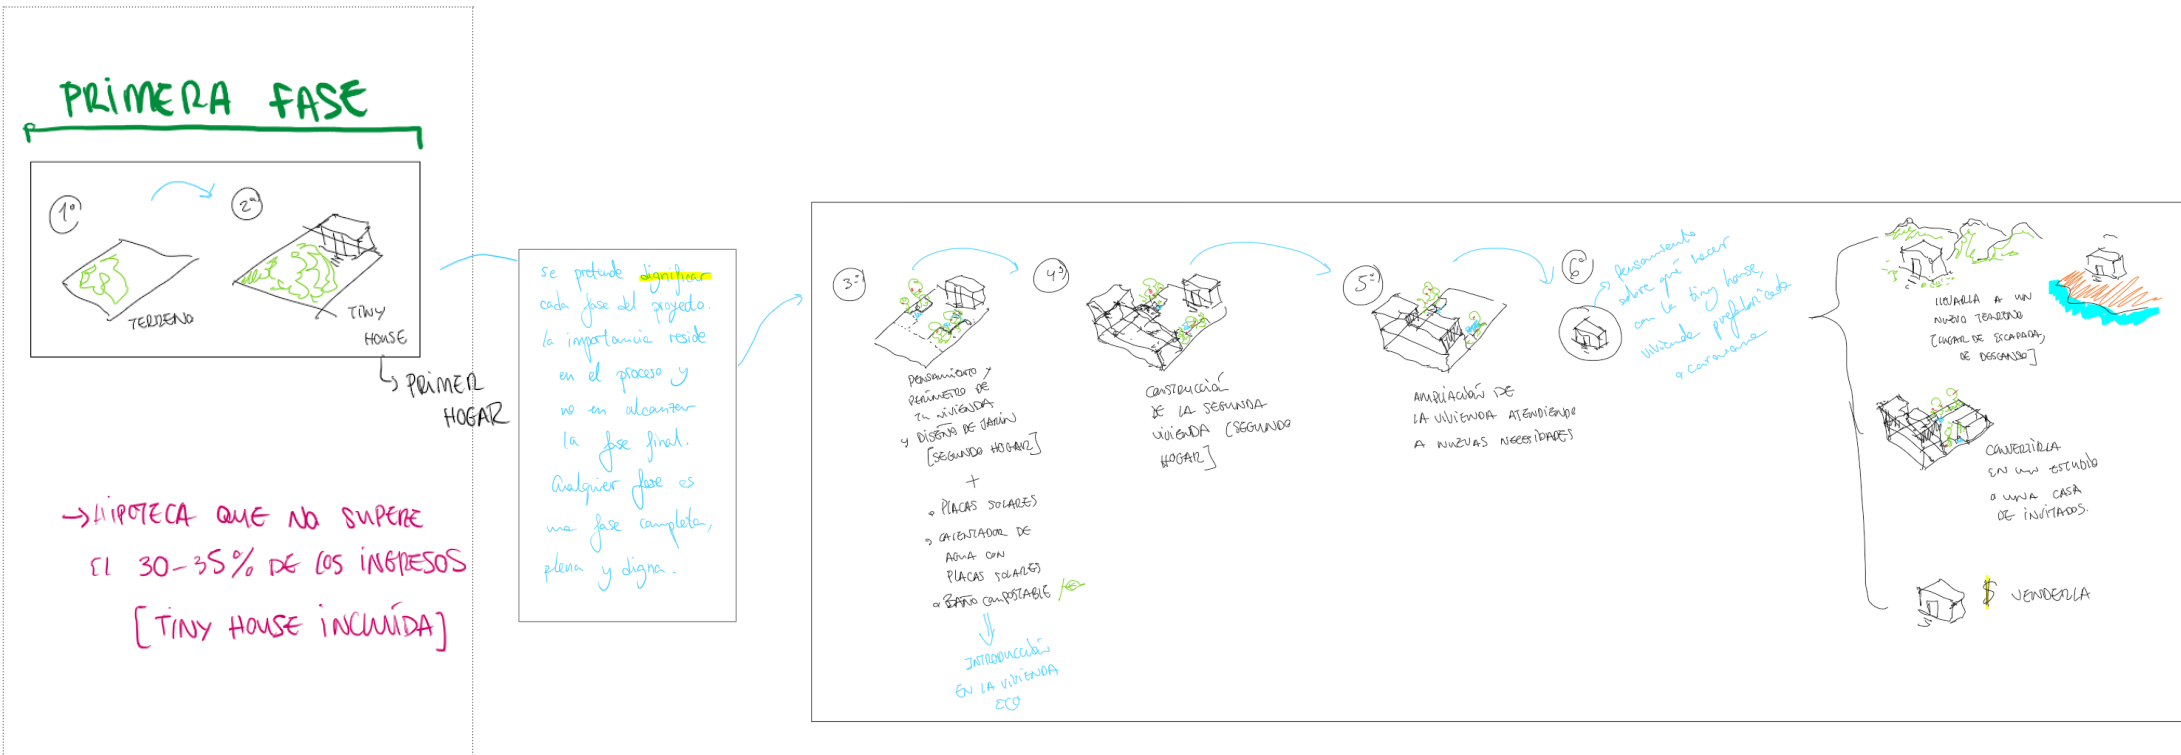 PRIMERA FASE
1º
2º
TERRENO
TINY
HOUSE
PRIMER
HOGAR
→ HIPOTECA QUE NO SUPERE
EL 30-35% DE LOS INGRESOS
[TINY HOUSE INCLUÍDA]
se pretende dignificar
cada fase del proyecto.
la importancia reside
en el proceso y
no en alcanzar
la fase final.
Cualquier fase es
una fase completa,
plena y digna.
3º
PENSAMIENTO Y
PERÍMETRO DE
TU VIVIENDA
Y DISEÑO DE JARÍN
[SEGUNDO HOGAR]
+
• PLACAS SOLARES
• CALENTADOR DE
AGUA CON
PLACAS SOLARES
• BAÑO COMPOSTABLE
INTRODUCCIÓN
EN LA VIVIENDA
ECO
4º
CONSTRUCCIÓN
DE LA SEGUNDA
VIVIENDA [SEGUNDO
HOGAR]
5º
AMPLIACIÓN DE
LA VIVIENDA ATENDIENDO
A NUEVAS NECESIDADES
6º
Pensamiento
sobre qué hacer
con la tiny house,
vivienda prefabricada
o caravana
LLEVARLA A UN
NUEVO TERRENO
[LUGAR DE ESCAPADA,
DE DESCANSO]
CONVERTIRLA
EN UN ESTUDIO
O UNA CASA
DE INVITADOS.
$ VENDERLA